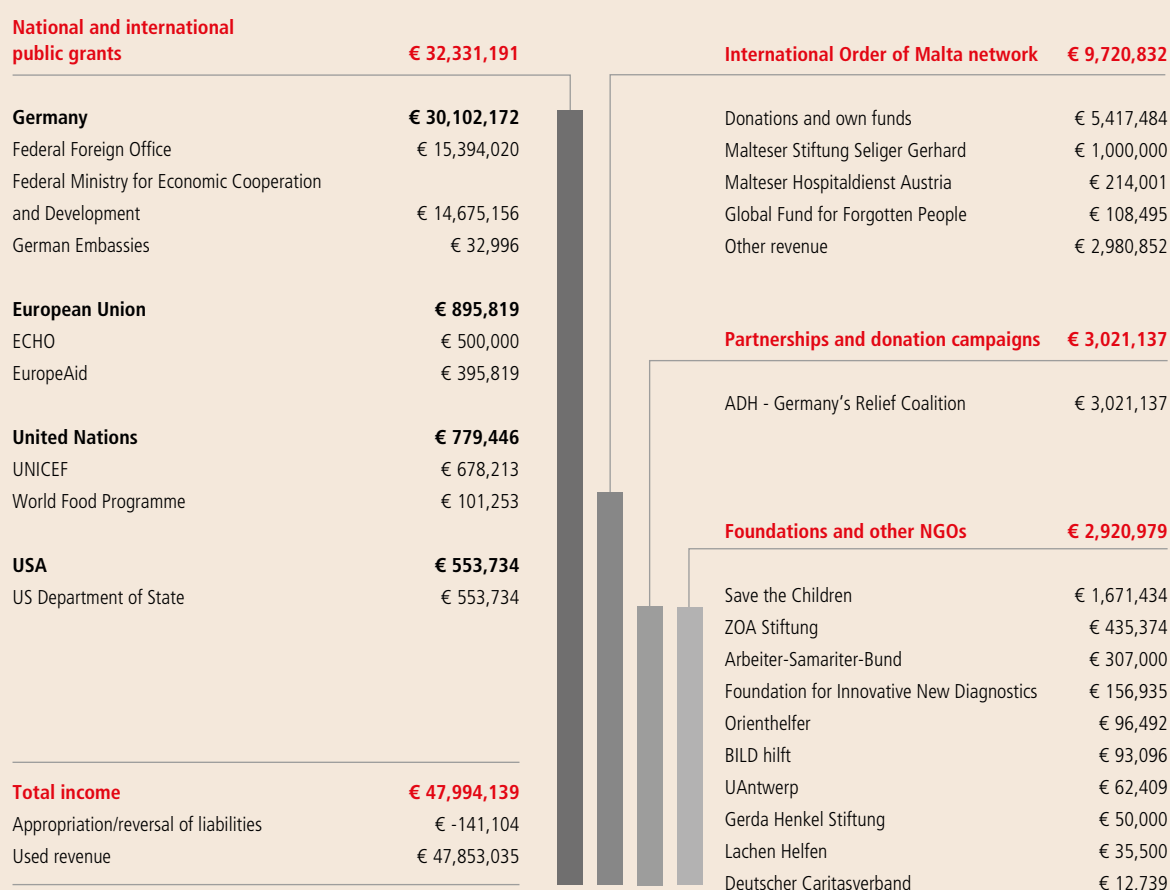 National and international
public grants € 32,331,191
Germany € 30,102,172
Federal Foreign Office € 15,394,020
Federal Ministry for Economic Cooperation
and Development € 14,675,156
German Embassies € 32,996
European Union € 895,819
ECHO € 500,000
EuropeAid € 395,819
United Nations € 779,446
UNICEF € 678,213
World Food Programme € 101,253
USA € 553,734
US Department of State € 553,734
Total income € 47,994,139
Appropriation/reversal of liabilities € -141,104
Used revenue € 47,853,035
International Order of Malta network € 9,720,832
Donations and own funds € 5,417,484
Malteser Stiftung Seliger Gerhard € 1,000,000
Malteser Hospitaldienst Austria € 214,001
Global Fund for Forgotten People € 108,495
Other revenue € 2,980,852
Partnerships and donation campaigns € 3,021,137
ADH - Germany's Relief Coalition € 3,021,137
Foundations and other NGOs € 2,920,979
Save the Children € 1,671,434
ZOA Stiftung € 435,374
Arbeiter-Samariter-Bund € 307,000
Foundation for Innovative New Diagnostics € 156,935
Orienthelfer € 96,492
BILD hilft € 93,096
UAntwerp € 62,409
Gerda Henkel Stiftung € 50,000
Lachen Helfen € 35,500
Deutscher Caritasverband € 12,739